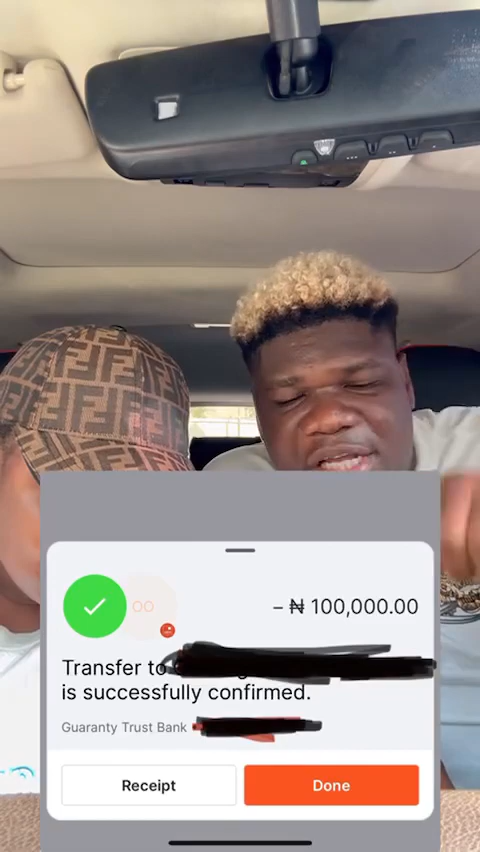 – ₦ 100,000.00
Transfer to
is successfully confirmed.
Guaranty Trust Bank
Receipt
Done